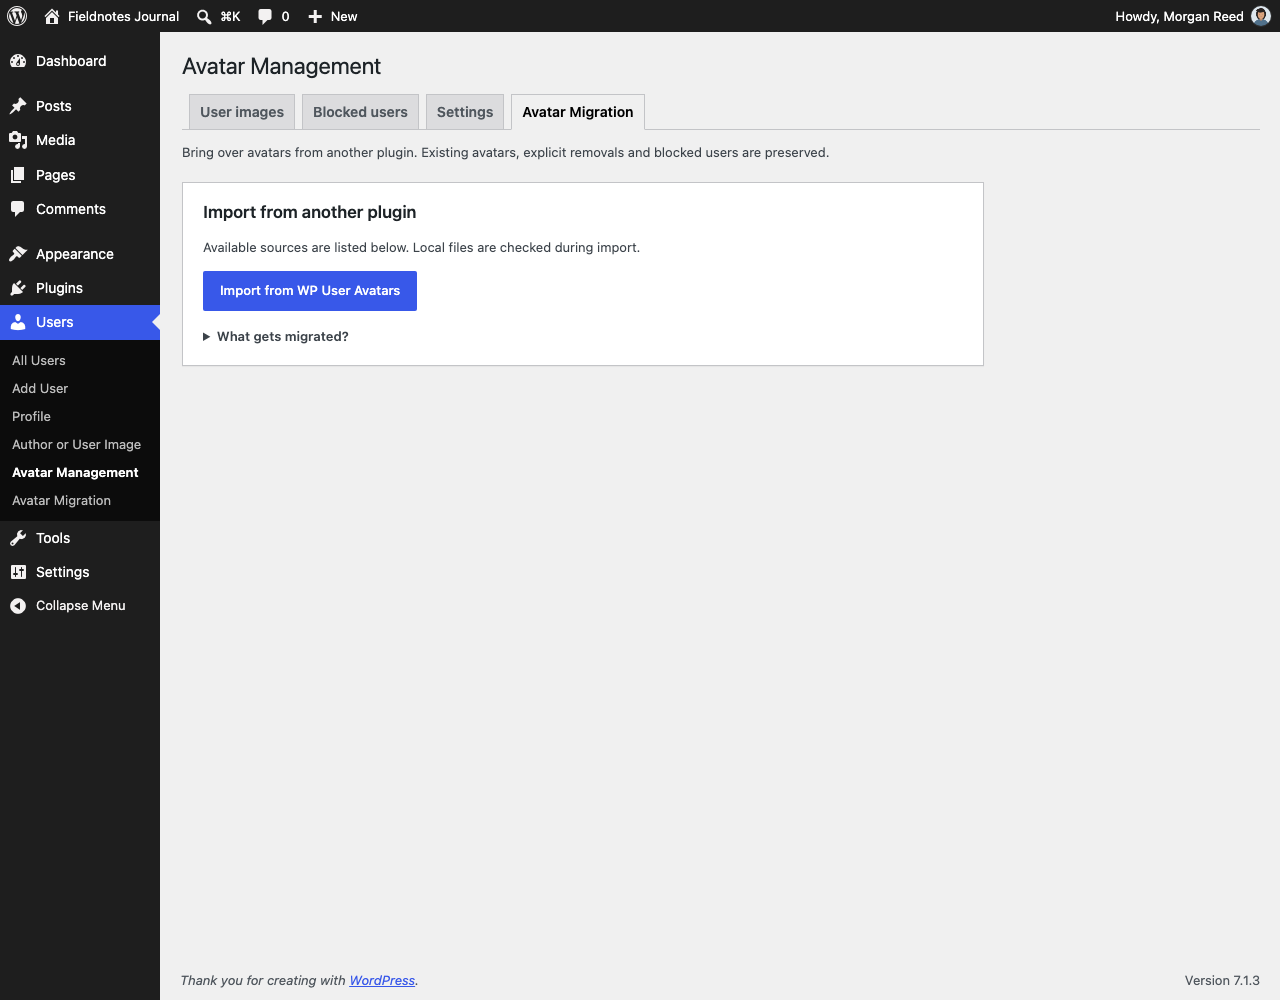 Fieldnotes Journal ⌘K 0 New Howdy, Morgan Reed
Dashboard
Posts
Media
Pages
Comments
Appearance
Plugins
Users
All Users
Add User
Profile
Author or User Image
Avatar Management
Avatar Migration
Tools
Settings
Collapse Menu
Avatar Management
User images Blocked users Settings Avatar Migration
Bring over avatars from another plugin. Existing avatars, explicit removals and blocked users are preserved.
Import from another plugin
Available sources are listed below. Local files are checked during import.
Import from WP User Avatars
What gets migrated?
Thank you for creating with WordPress. Version 7.1.3